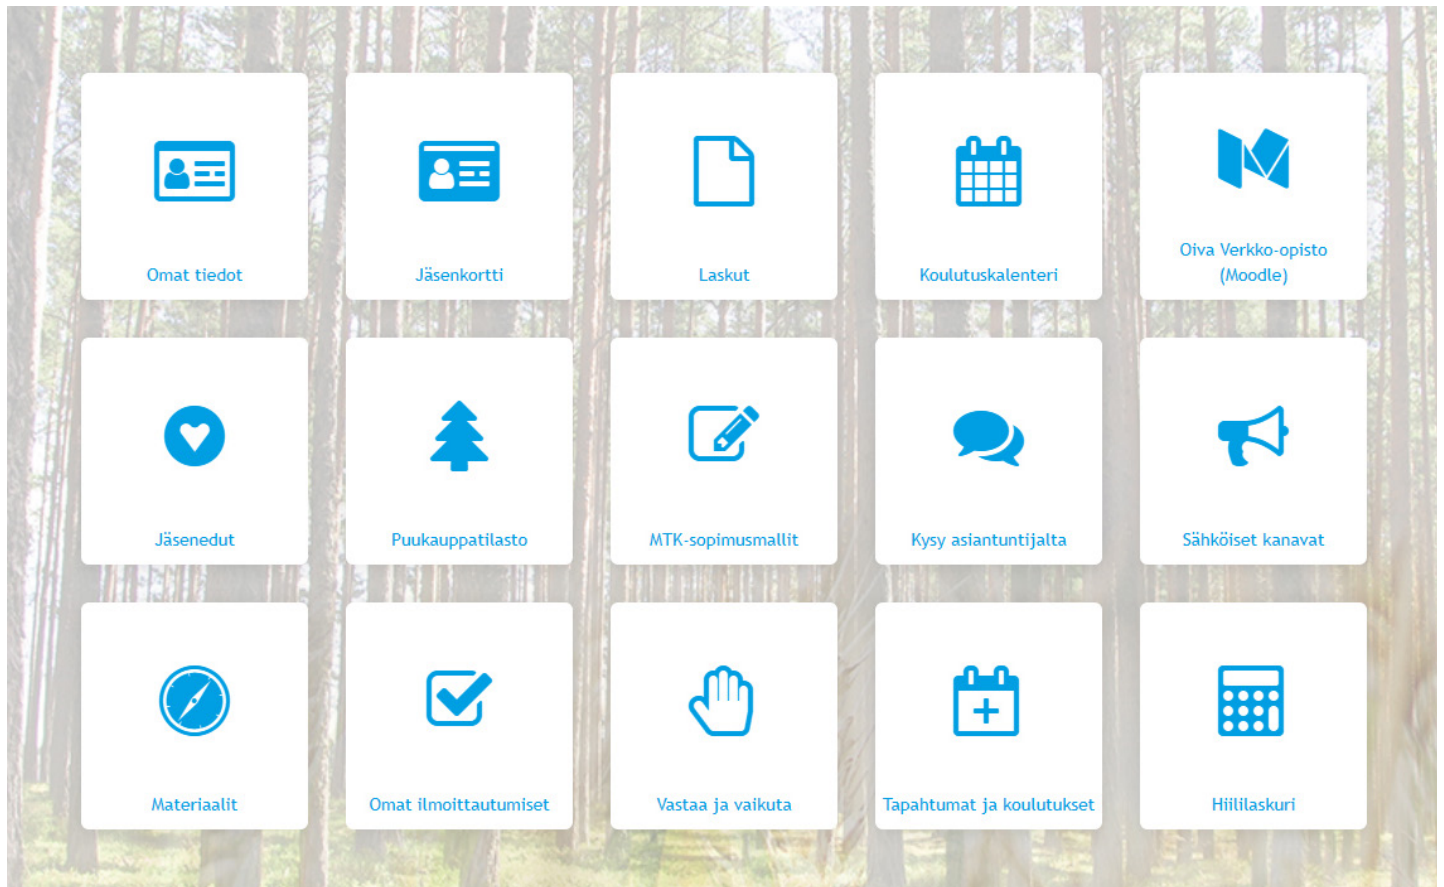 Omat tiedot
Jäsenkortti
Laskut
Koulutuskalenteri
Oiva Verkko-opisto
(Moodle)
Jäsenedut
Puukauppatilasto
MTK-sopimusmallit
Kysy asiantuntijalta
Sähköiset kanavat
Materiaalit
Omat ilmoittautumiset
Vastaa ja vaikuta
Tapahtumat ja koulutukset
Hiililaskuri